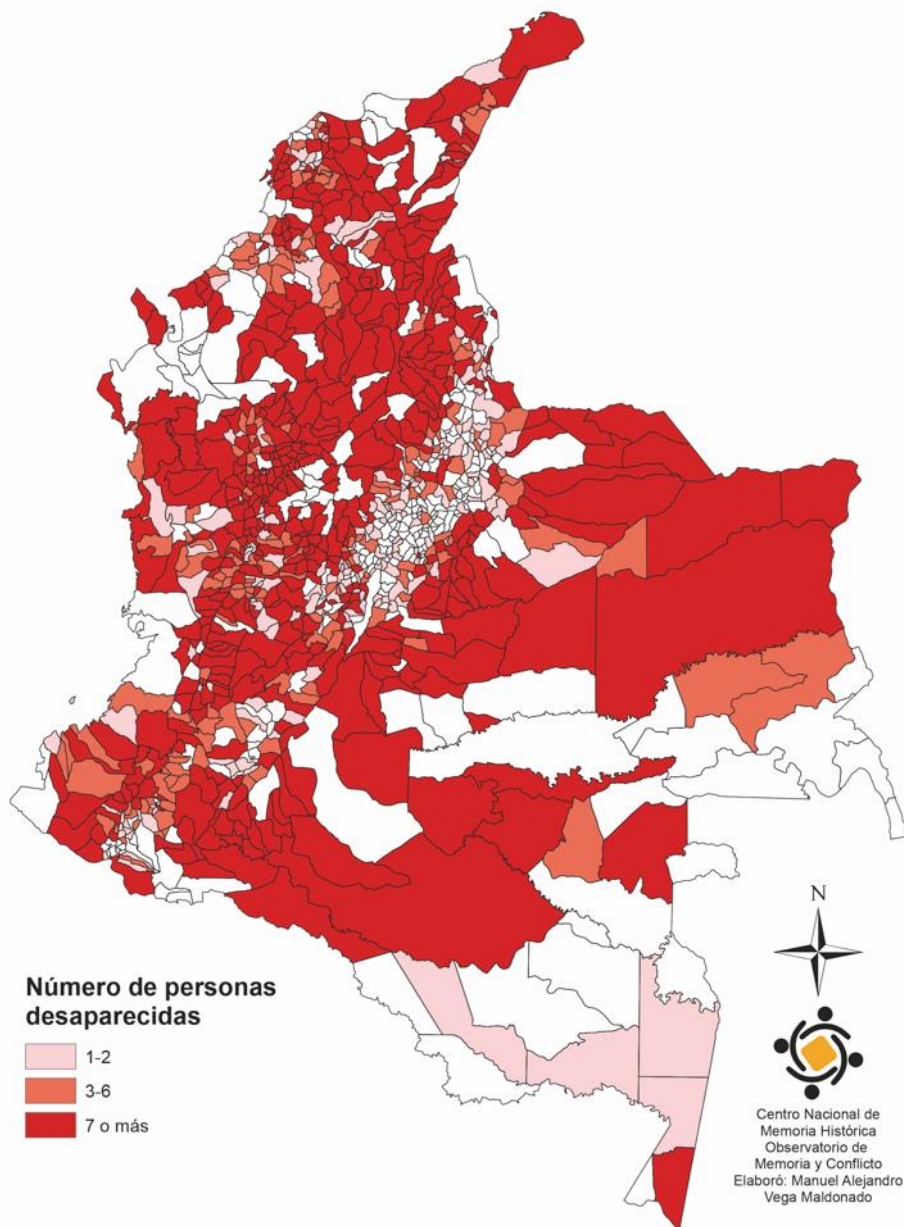 Número de personas
desaparecidas
1-2
3-6
7 o más
N
Centro Nacional de
Memoria Histórica
Observatorio de
Memoria y Conflicto
Elaboró: Manuel Alejandro
Vega Maldonado